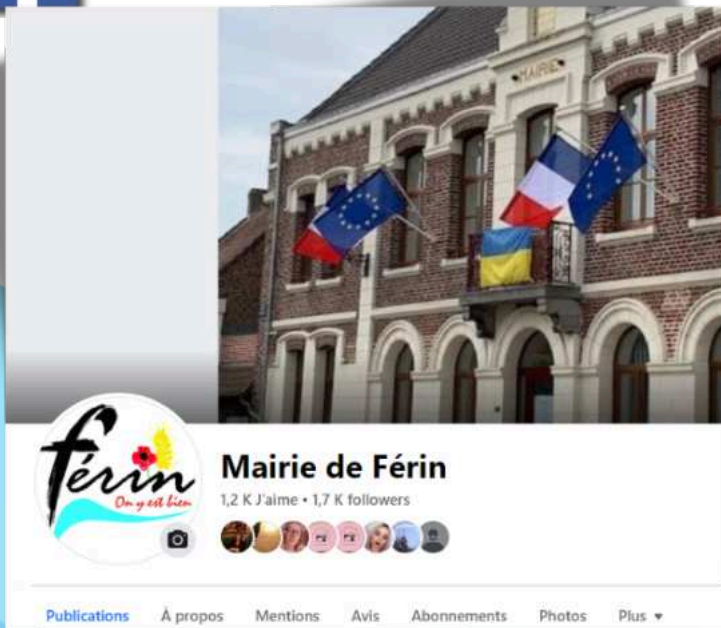 MAIRIE
férin
On y est bien
Mairie de Férin
1,2 K J'aime • 1,7 K followers
Publications À propos Mentions Avis Abonnements Photos Plus